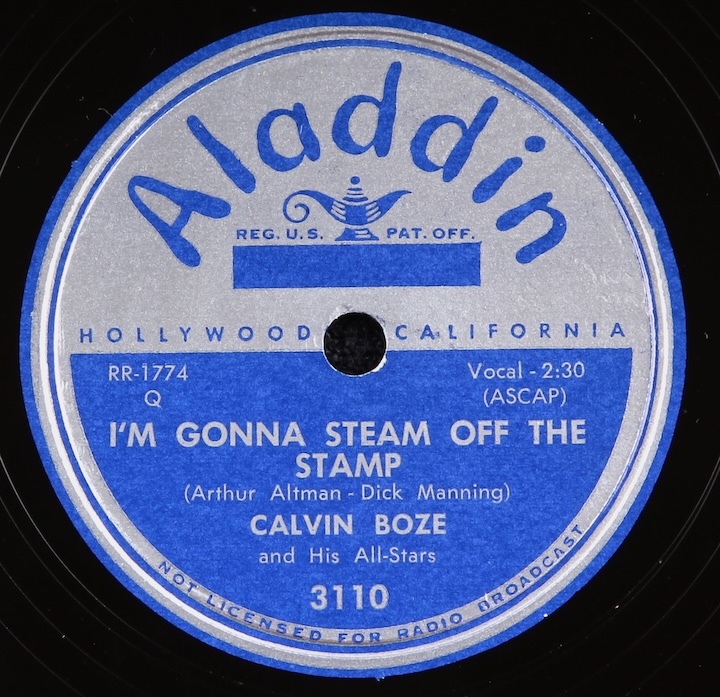 Aladdin
REG. U.S. PAT. OFF.
HOLLYWOOD CALIFORNIA
RR-1774 Vocal - 2:30
Q (ASCAP)
I'M GONNA STEAM OFF THE
STAMP
(Arthur Altman - Dick Manning)
CALVIN BOZE
and His All-Stars
3110
NOT LICENSED FOR RADIO BROADCAST